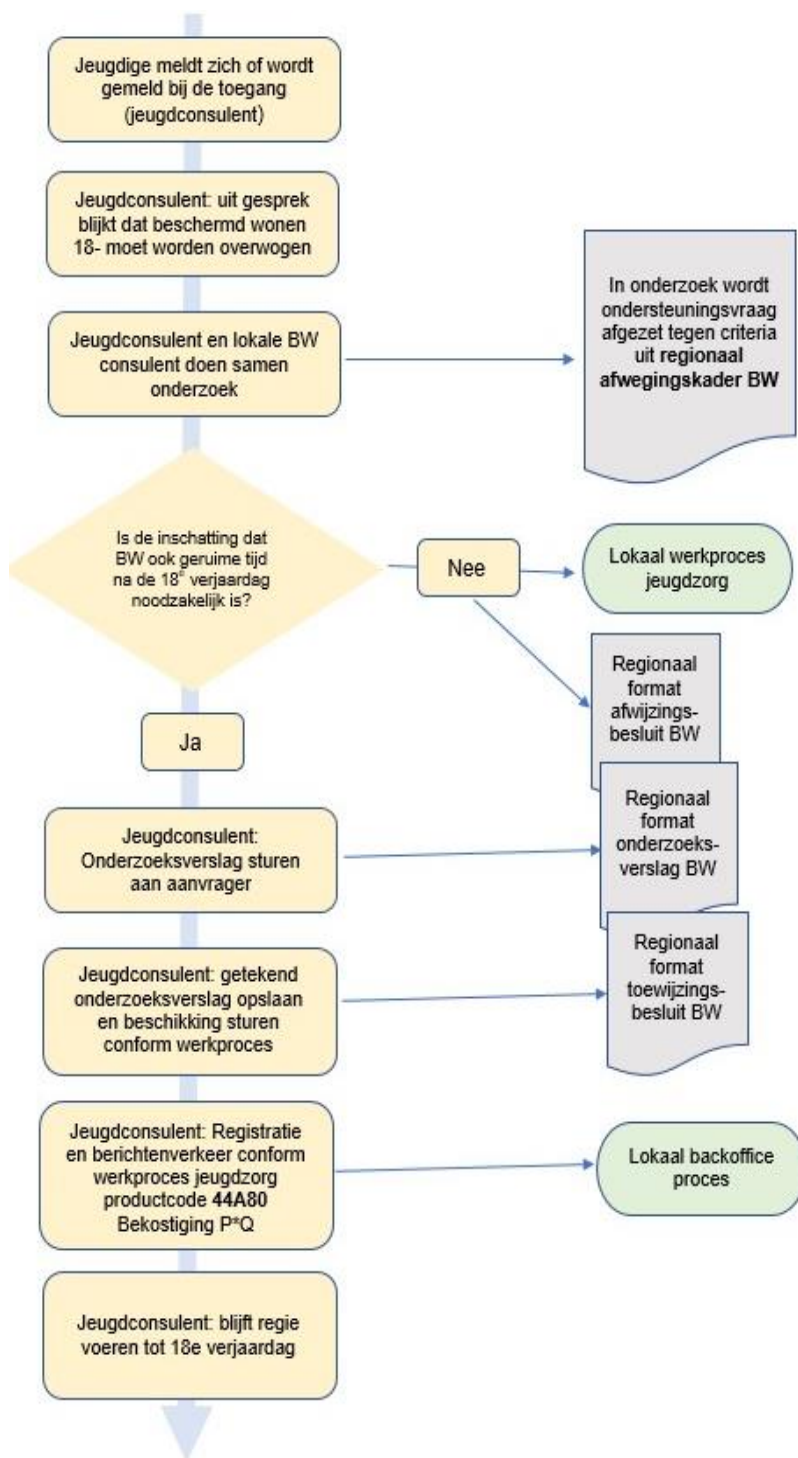 Jeugdige meldt zich of wordt
gemeld bij de toegang
(jeugdconsulent)
Jeugdconsulent: uit gesprek
blijkt dat beschermd wonen
18- moet worden overwogen
Jeugdconsulent en lokale BW
consulent doen samen
onderzoek
In onderzoek wordt
ondersteuningsvraag
afgezet tegen criteria
uit regionaal
afwegingskader BW
Is de inschatting dat
BW ook geruime tijd
na de 18e verjaardag
noodzakelijk is?
Nee
Lokaal werkproces
jeugdzorg
Regionaal
format
afwijzings-
besluit BW
Ja
Jeugdconsulent:
Onderzoeksverslag sturen
aan aanvrager
Regionaal
format
onderzoeks-
verslag BW
Jeugdconsulent: getekend
onderzoeksverslag opslaan
en beschikking sturen
conform werkproces
Regionaal
format
toewijzings-
besluit BW
Jeugdconsulent: Registratie
en berichtenverkeer conform
werkproces jeugdzorg
productcode 44A80
Bekostiging P*Q
Lokaal backoffice
proces
Jeugdconsulent: blijft regie
voeren tot 18e verjaardag